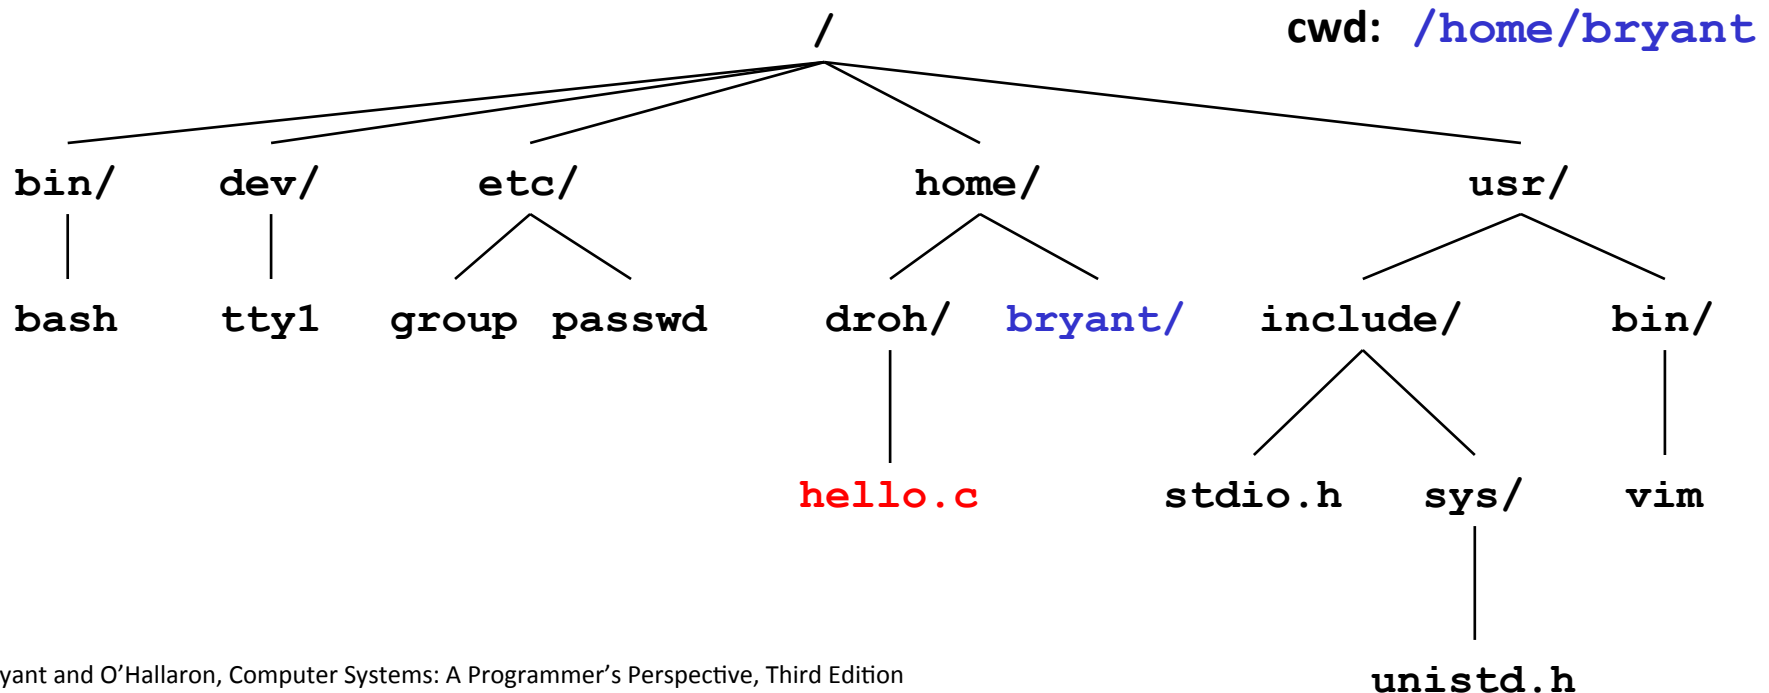 /
cwd: /home/bryant
bin/ dev/ etc/ home/ usr/
bash tty1 group passwd droh/ bryant/ include/ bin/
hello.c stdio.h sys/ vim
unistd.h
yant and O'Hallaron, Computer Systems: A Programmer's Perspective, Third Edition